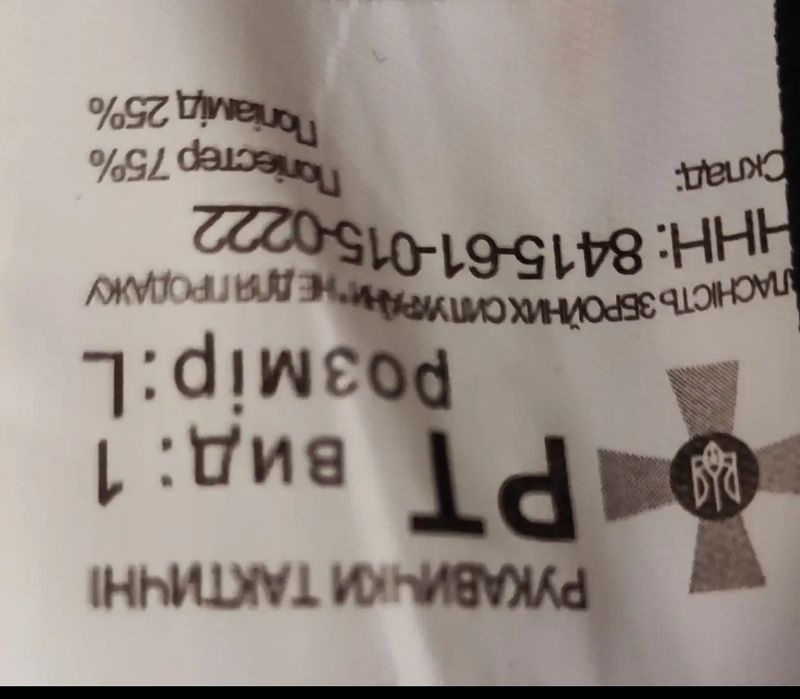 РУКАВИЧКИ ТАКТИЧНІ
РТ вид: 1
розмір: L
ЛАСНІСТЬ ЗБРОЙНИХ СИЛ УКРАЇНИ" НЕ ДЛЯ ПРОДАЖУ
ННН: 8415-61-015-0222
Склад: Поліестер 75%
Поліамід 25%